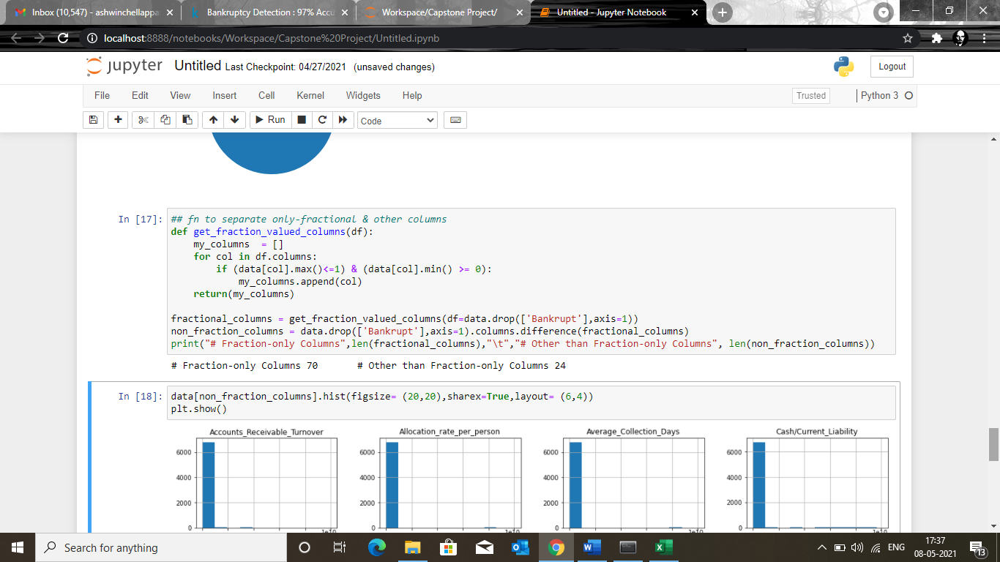 Inbox (10,547) - ashwinchellappa
Bankruptcy Detection : 97% Accu
Workspace/Capstone Project/
Untitled - Jupyter Notebook
localhost:8888/notebooks/Workspace/Capstone%20Project/Untitled.ipynb
jupyter Untitled Last Checkpoint: 04/27/2021 (unsaved changes)
Logout
File Edit View Insert Cell Kernel Widgets Help
Trusted
Python 3
Run
Code
In [17]:
## fn to separate only-fractional & other columns
def get_fraction_valued_columns(df):
    my_columns  = []
    for col in df.columns:
        if (data[col].max()<=1) & (data[col].min() >= 0):
            my_columns.append(col)
    return(my_columns)
fractional_columns = get_fraction_valued_columns(df=data.drop(['Bankrupt'],axis=1))
non_fraction_columns = data.drop(['Bankrupt'],axis=1).columns.difference(fractional_columns)
print("# Fraction-only Columns",len(fractional_columns),"\t","# Other than Fraction-only Columns", len(non_fraction_columns))
# Fraction-only Columns 70       # Other than Fraction-only Columns 24
In [18]:
data[non_fraction_columns].hist(figsize= (20,20),sharex=True,layout= (6,4))
plt.show()
Accounts_Receivable_Turnover
6000
4000
2000
0
1e10
Allocation_rate_per_person
6000
4000
2000
0
1e10
Average_Collection_Days
6000
4000
2000
0
1e10
Cash/Current_Liability
6000
4000
2000
0
1e10
Search for anything
ENG
17:37
08-05-2021
13